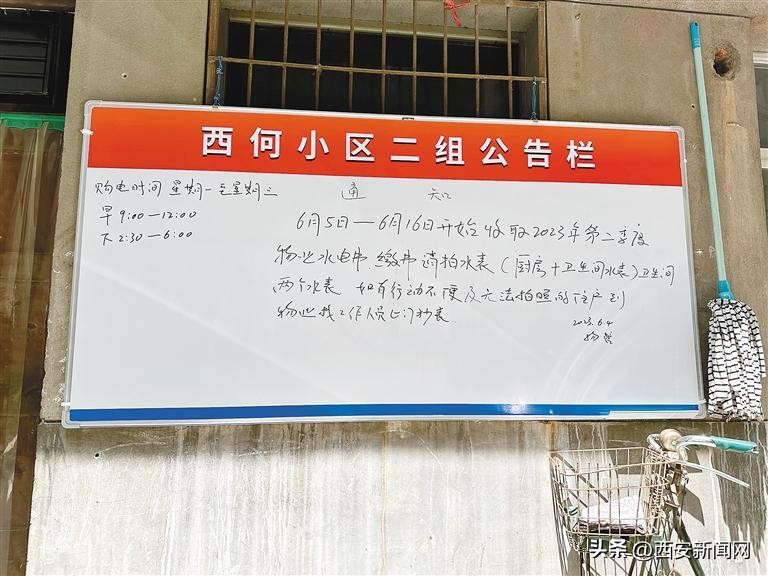 西何小区二组公告栏
购电时间 星期一至星期三
早 9:00—12:00
下 2:30—6:00
通 知
6月5日—6月16日开始收取2023年第二季度
物业水电费 缴费请拍水表(厨房+卫生间水表)卫生间
两个水表 如有行动不便及无法拍照的住户到
物业找工作人员上门抄表
2023.6.4
物管
头条@西安新闻网